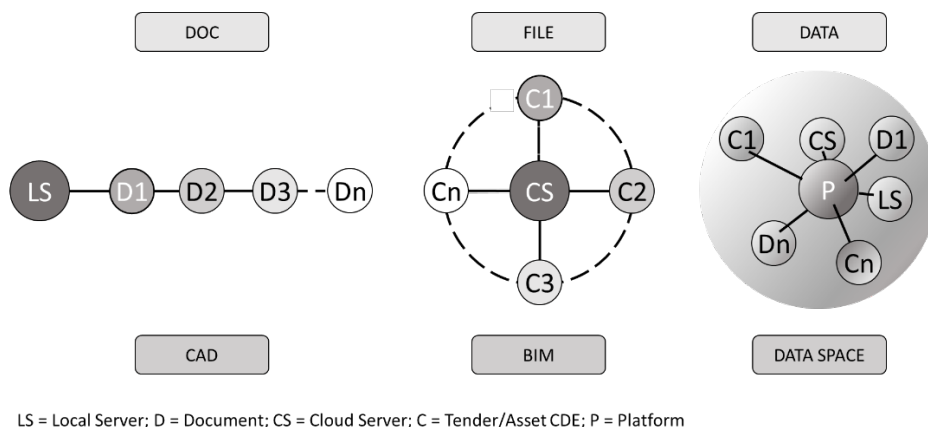 DOC
FILE
DATA
LS
D1
D2
D3
Dn
C1
Cn
CS
C2
C3
C1
CS
D1
P
LS
Dn
Cn
CAD
BIM
DATA SPACE
LS = Local Server; D = Document; CS = Cloud Server; C = Tender/Asset CDE; P = Platform